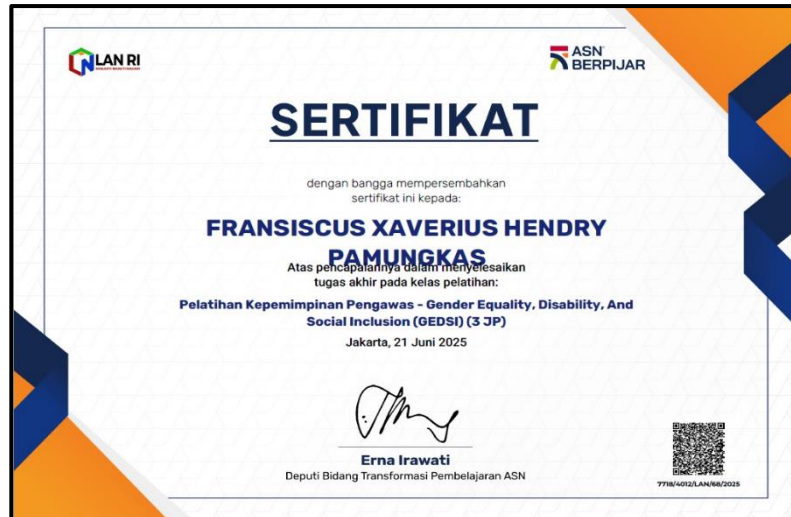 LAN RI
ASN
BERPIJAR
SERTIFIKAT
dengan bangga mempersembahkan
sertifikat ini kepada:
FRANSISCUS XAVERIUS HENDRY
PAMUNGKAS
Atas pencapaiannya dalam menyelesaikan
tugas akhir pada kelas pelatihan:
Pelatihan Kepemimpinan Pengawas - Gender Equality, Disability, And
Social Inclusion (GEDSI) (3 JP)
Jakarta, 21 Juni 2025
Erna Irawati
Deputi Bidang Transformasi Pembelajaran ASN
7718/4012/LAN/68/2025